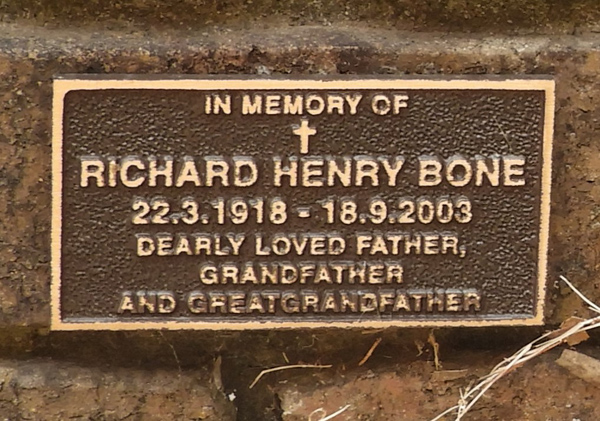 IN MEMORY OF
RICHARD HENRY BONE
22.3.1918 - 18.9.2003
DEARLY LOVED FATHER,
GRANDFATHER
AND GREATGRANDFATHER